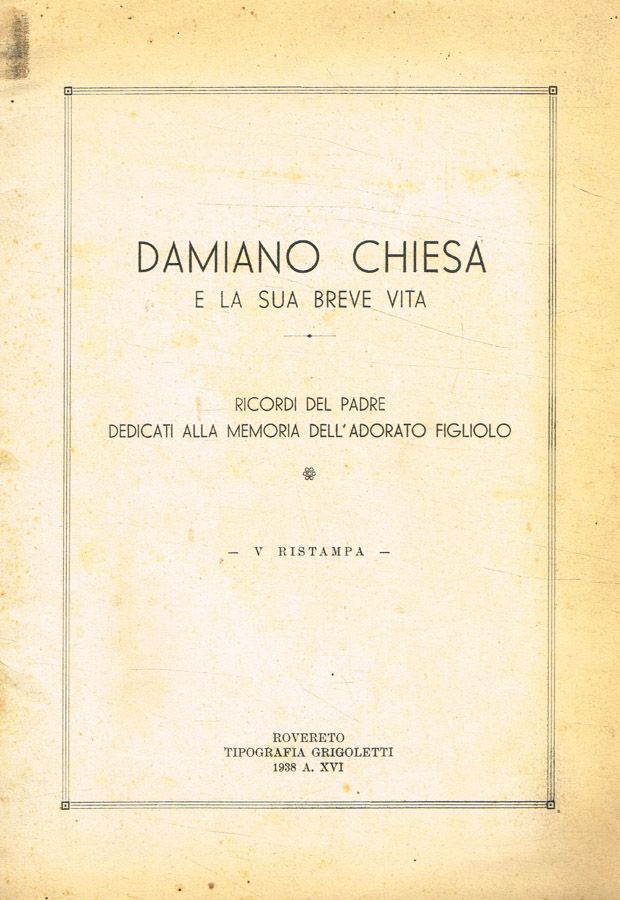 DAMIANO CHIESA
E LA SUA BREVE VITA
RICORDI DEL PADRE
DEDICATI ALLA MEMORIA DELL'ADORATO FIGLIOLO
— V RISTAMPA —
ROVERETO
TIPOGRAFIA GRIGOLETTI
1938 A. XVI